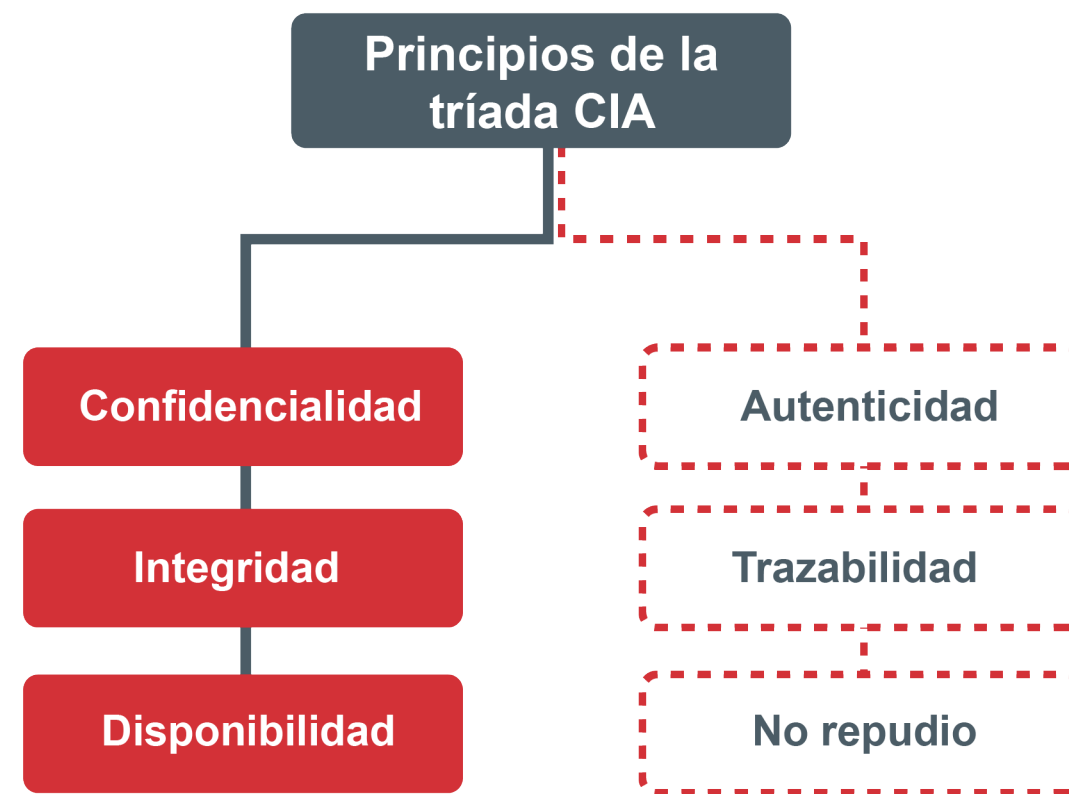 Principios de la
tríada CIA
Confidencialidad
Autenticidad
Integridad
Trazabilidad
Disponibilidad
No repudio